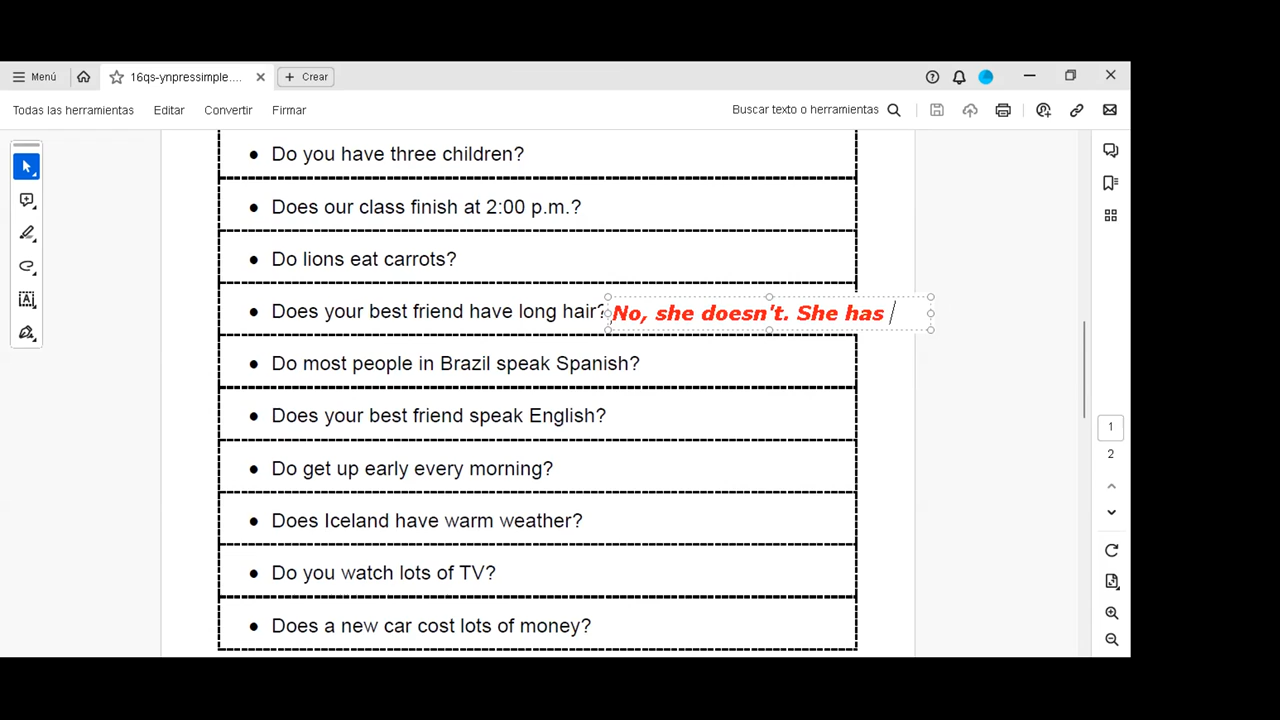 Menú
16qs-ynpressimple....
Crear
Todas las herramientas
Editar
Convertir
Firmar
Buscar texto o herramientas
• Do you have three children?
• Does our class finish at 2:00 p.m.?
• Do lions eat carrots?
• Does your best friend have long hair? No, she doesn't. She has
• Do most people in Brazil speak Spanish?
• Does your best friend speak English?
• Do get up early every morning?
• Does Iceland have warm weather?
• Do you watch lots of TV?
• Does a new car cost lots of money?
1
2